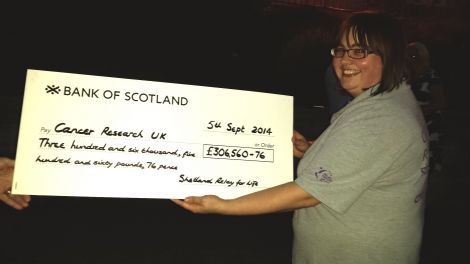 BANK OF SCOTLAND
5th Sept 2014
Pay Cancer Research UK
or Order
Three hundred and six thousand, five
£306,560-76
hundred and sixty pounds, 76 pence
Shetland Relay for Life